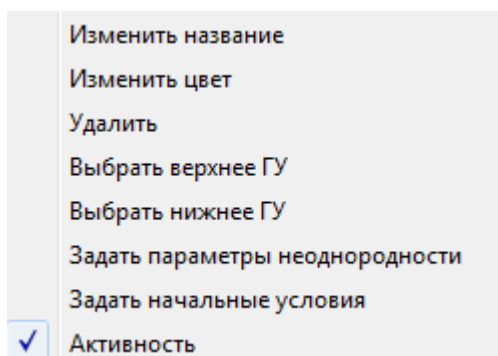 Изменить название
Изменить цвет
Удалить
Выбрать верхнее ГУ
Выбрать нижнее ГУ
Задать параметры неоднородности
Задать начальные условия
Активность